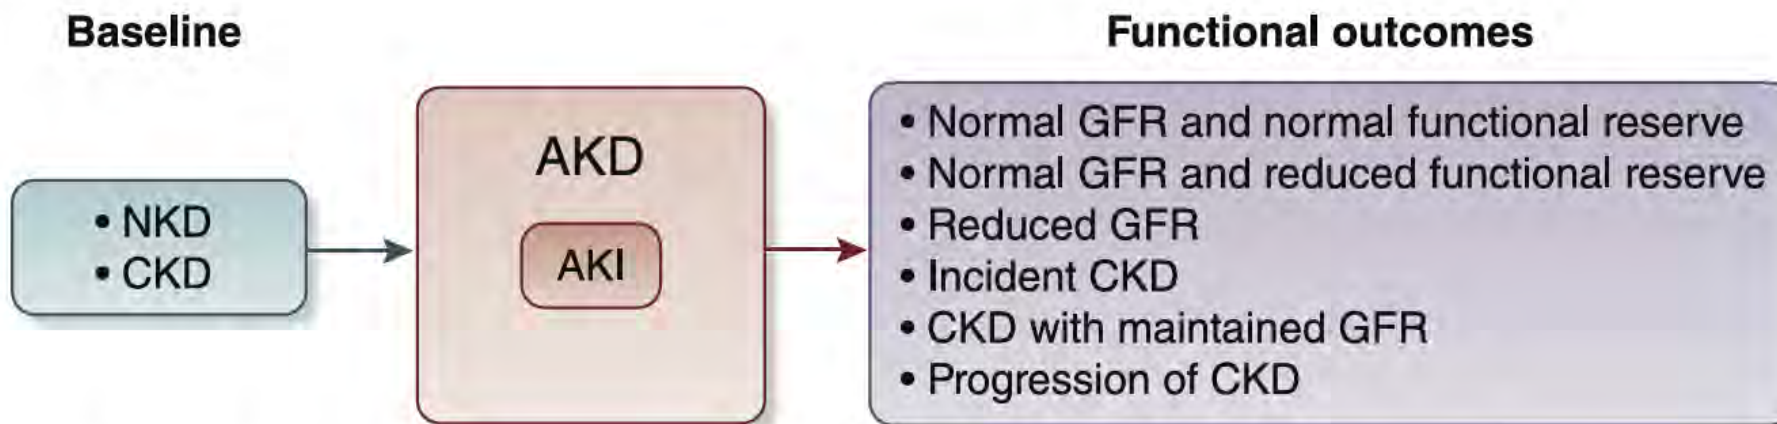 Baseline
• NKD
• CKD
AKD
AKI
Functional outcomes
• Normal GFR and normal functional reserve
• Normal GFR and reduced functional reserve
• Reduced GFR
• Incident CKD
• CKD with maintained GFR
• Progression of CKD